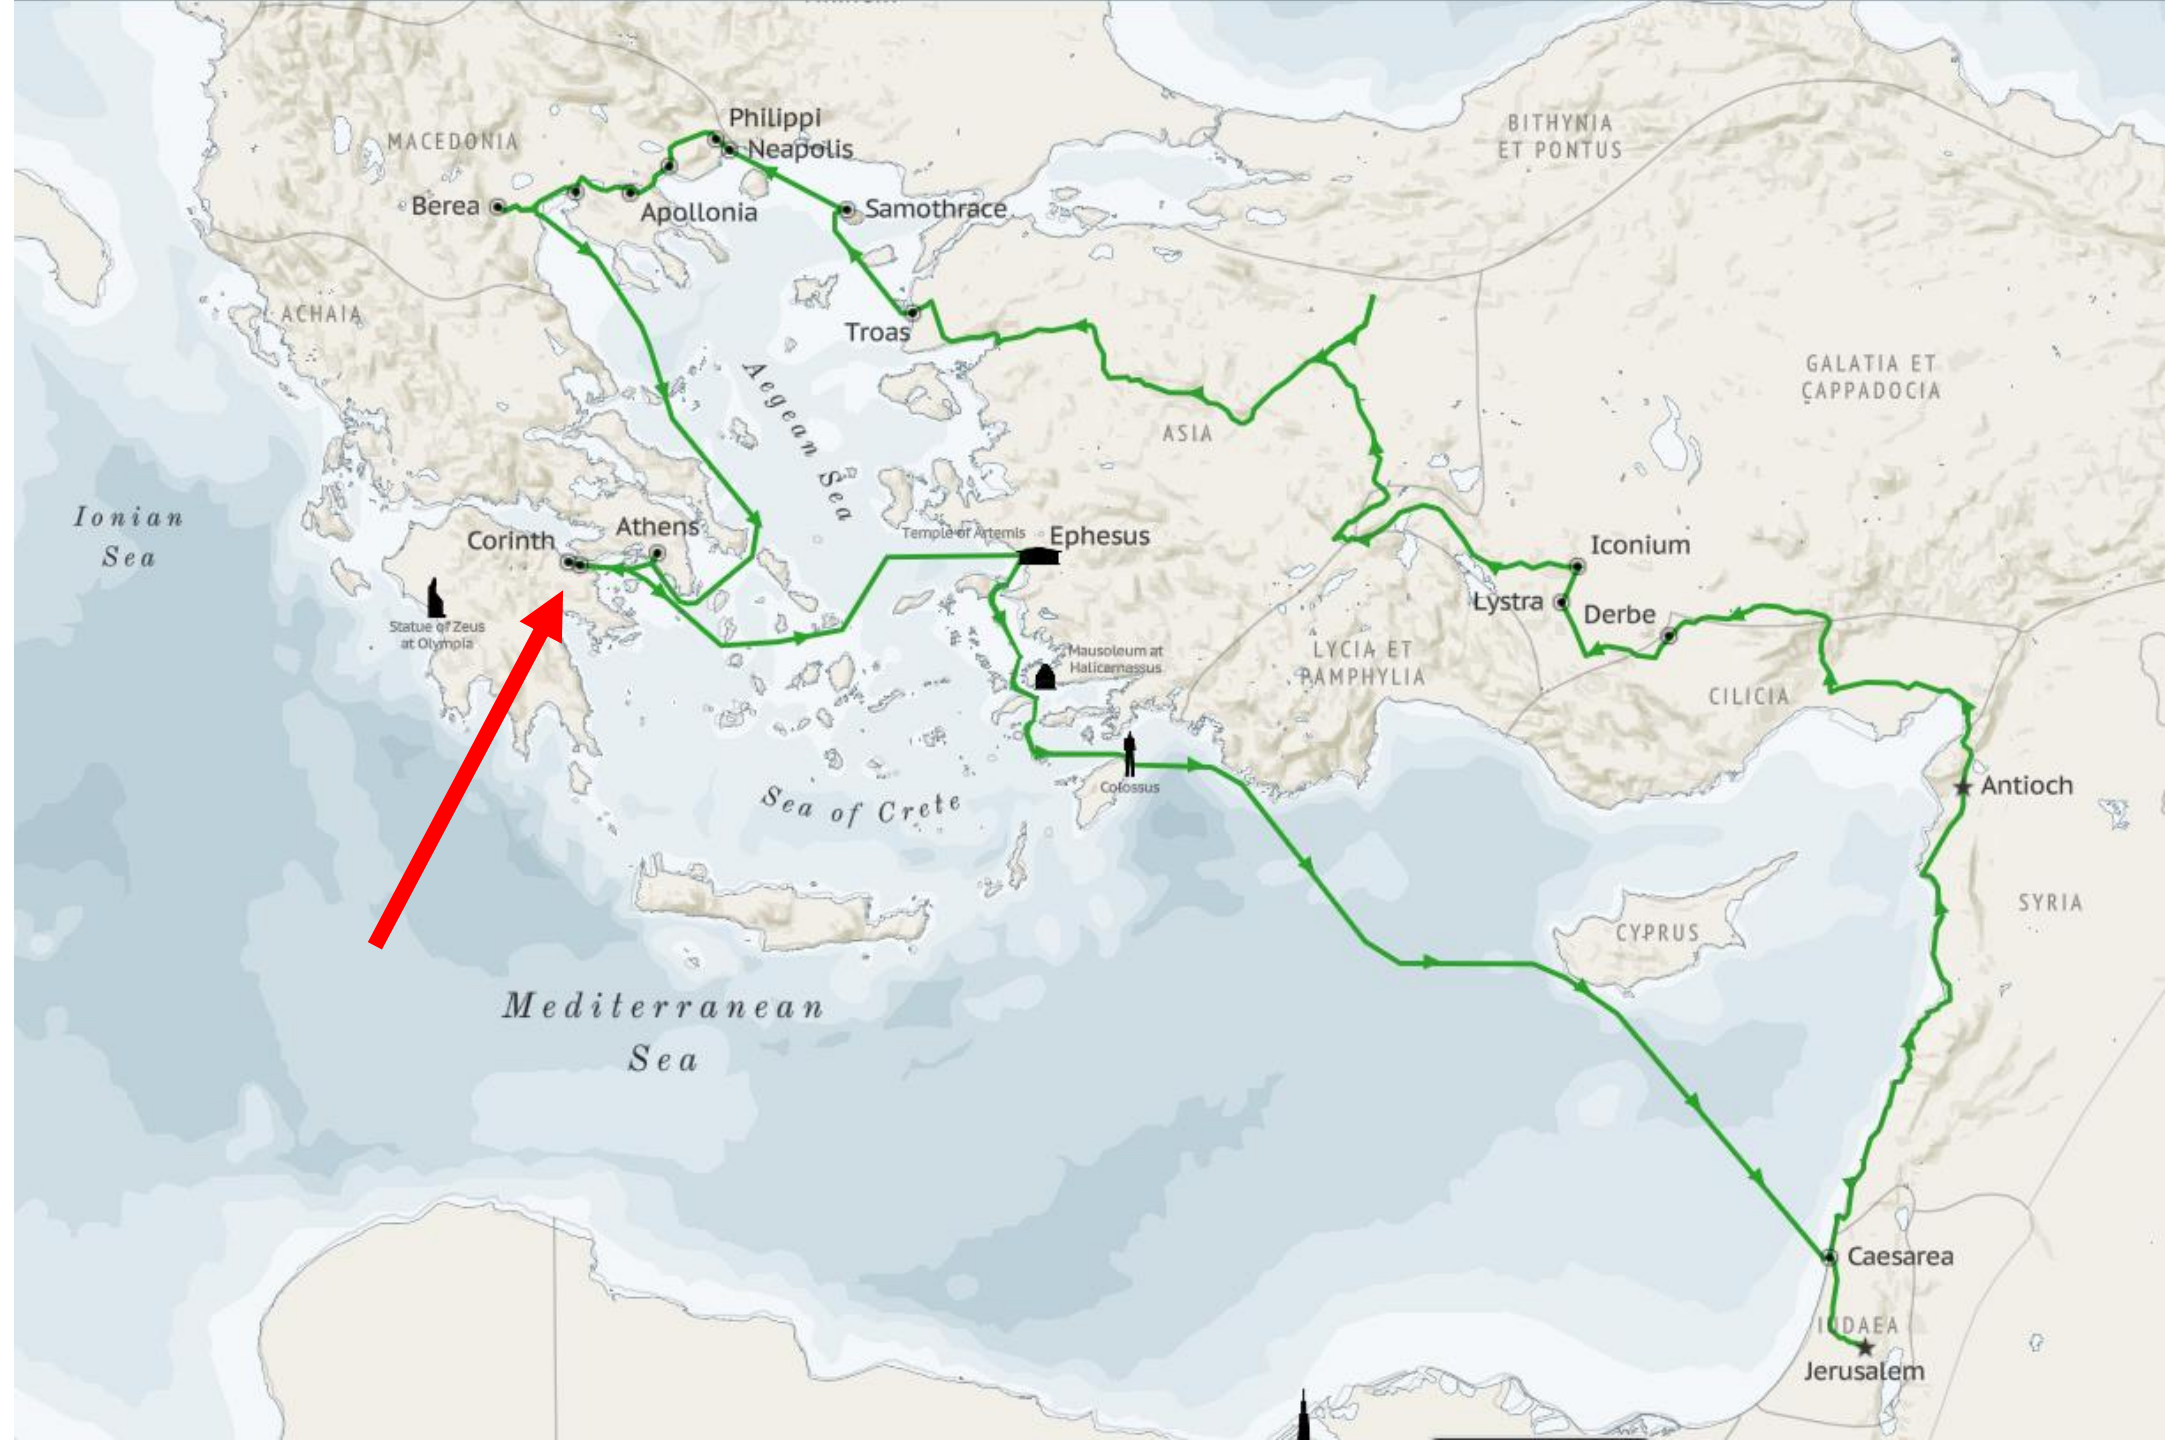 Philippi
Neapolis
MACEDONIA
Berea
Apollonia
Samothrace
BITHYNIA
ET PONTUS
ACHAIA
Troas
Aegean Sea
ASIA
GALATIA ET
CAPPADOCIA
Ionian
Sea
Corinth
Athens
Temple of Artemis
Ephesus
Iconium
Lystra
Derbe
Statue of Zeus
at Olympia
Mausoleum at
Halicarnassus
LYCIA ET
PAMPHYLIA
CILICIA
Sea of Crete
Colossus
Antioch
SYRIA
CYPRUS
Mediterranean
Sea
Caesarea
IUDAEA
Jerusalem